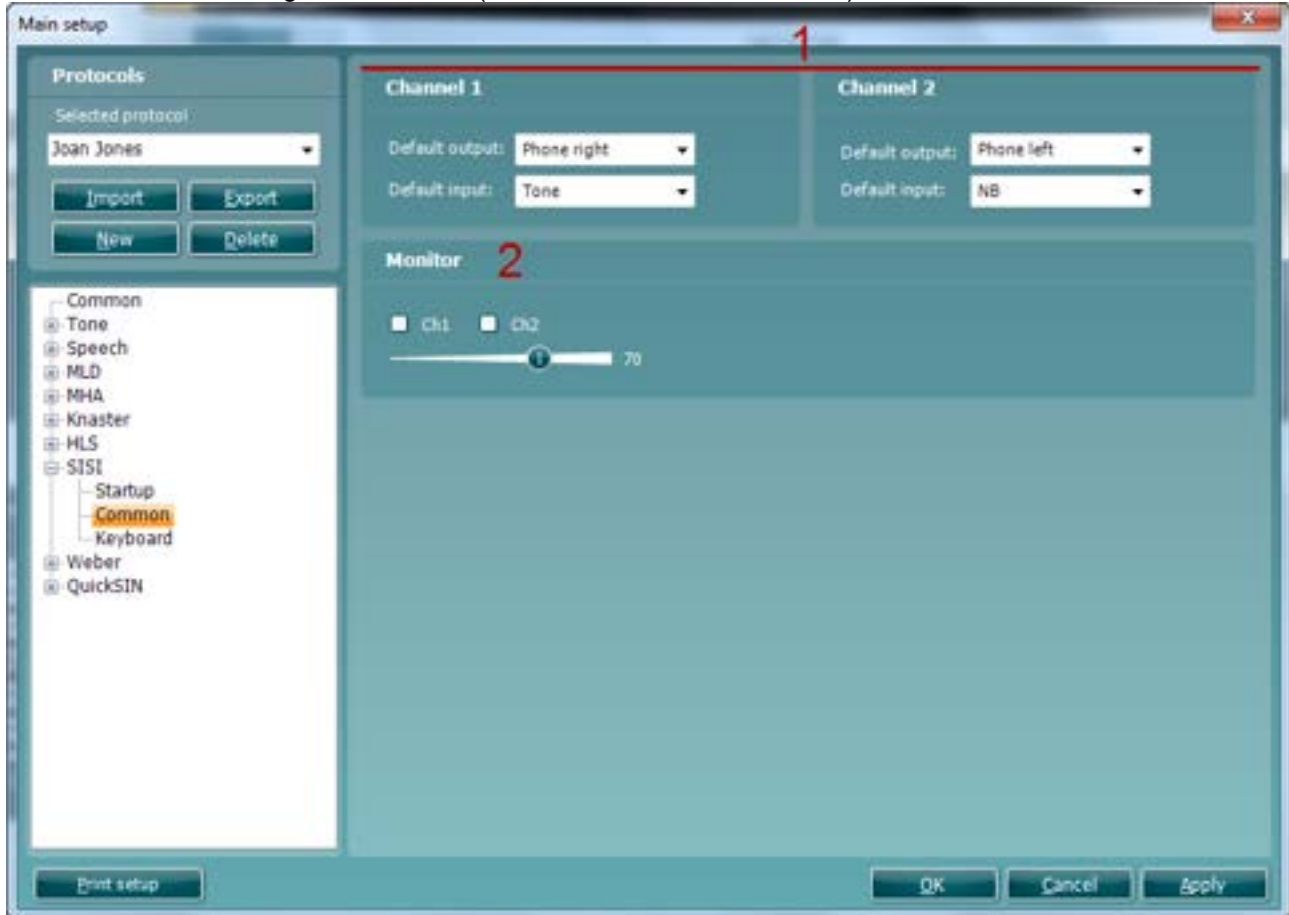 Main setup
1
Protocols
Selected protocol
Joan Jones
Import Export
New Delete
Channel 1
Default output: Phone right
Default input: Tone
Channel 2
Default output: Phone left
Default input: NB
Monitor 2
Ch1 Ch2
70
Common
Tone
Speech
MLD
MHA
Knaster
HLS
SISI
Startup
Common
Keyboard
Weber
QuickSIN
Print setup
OK Cancel Apply